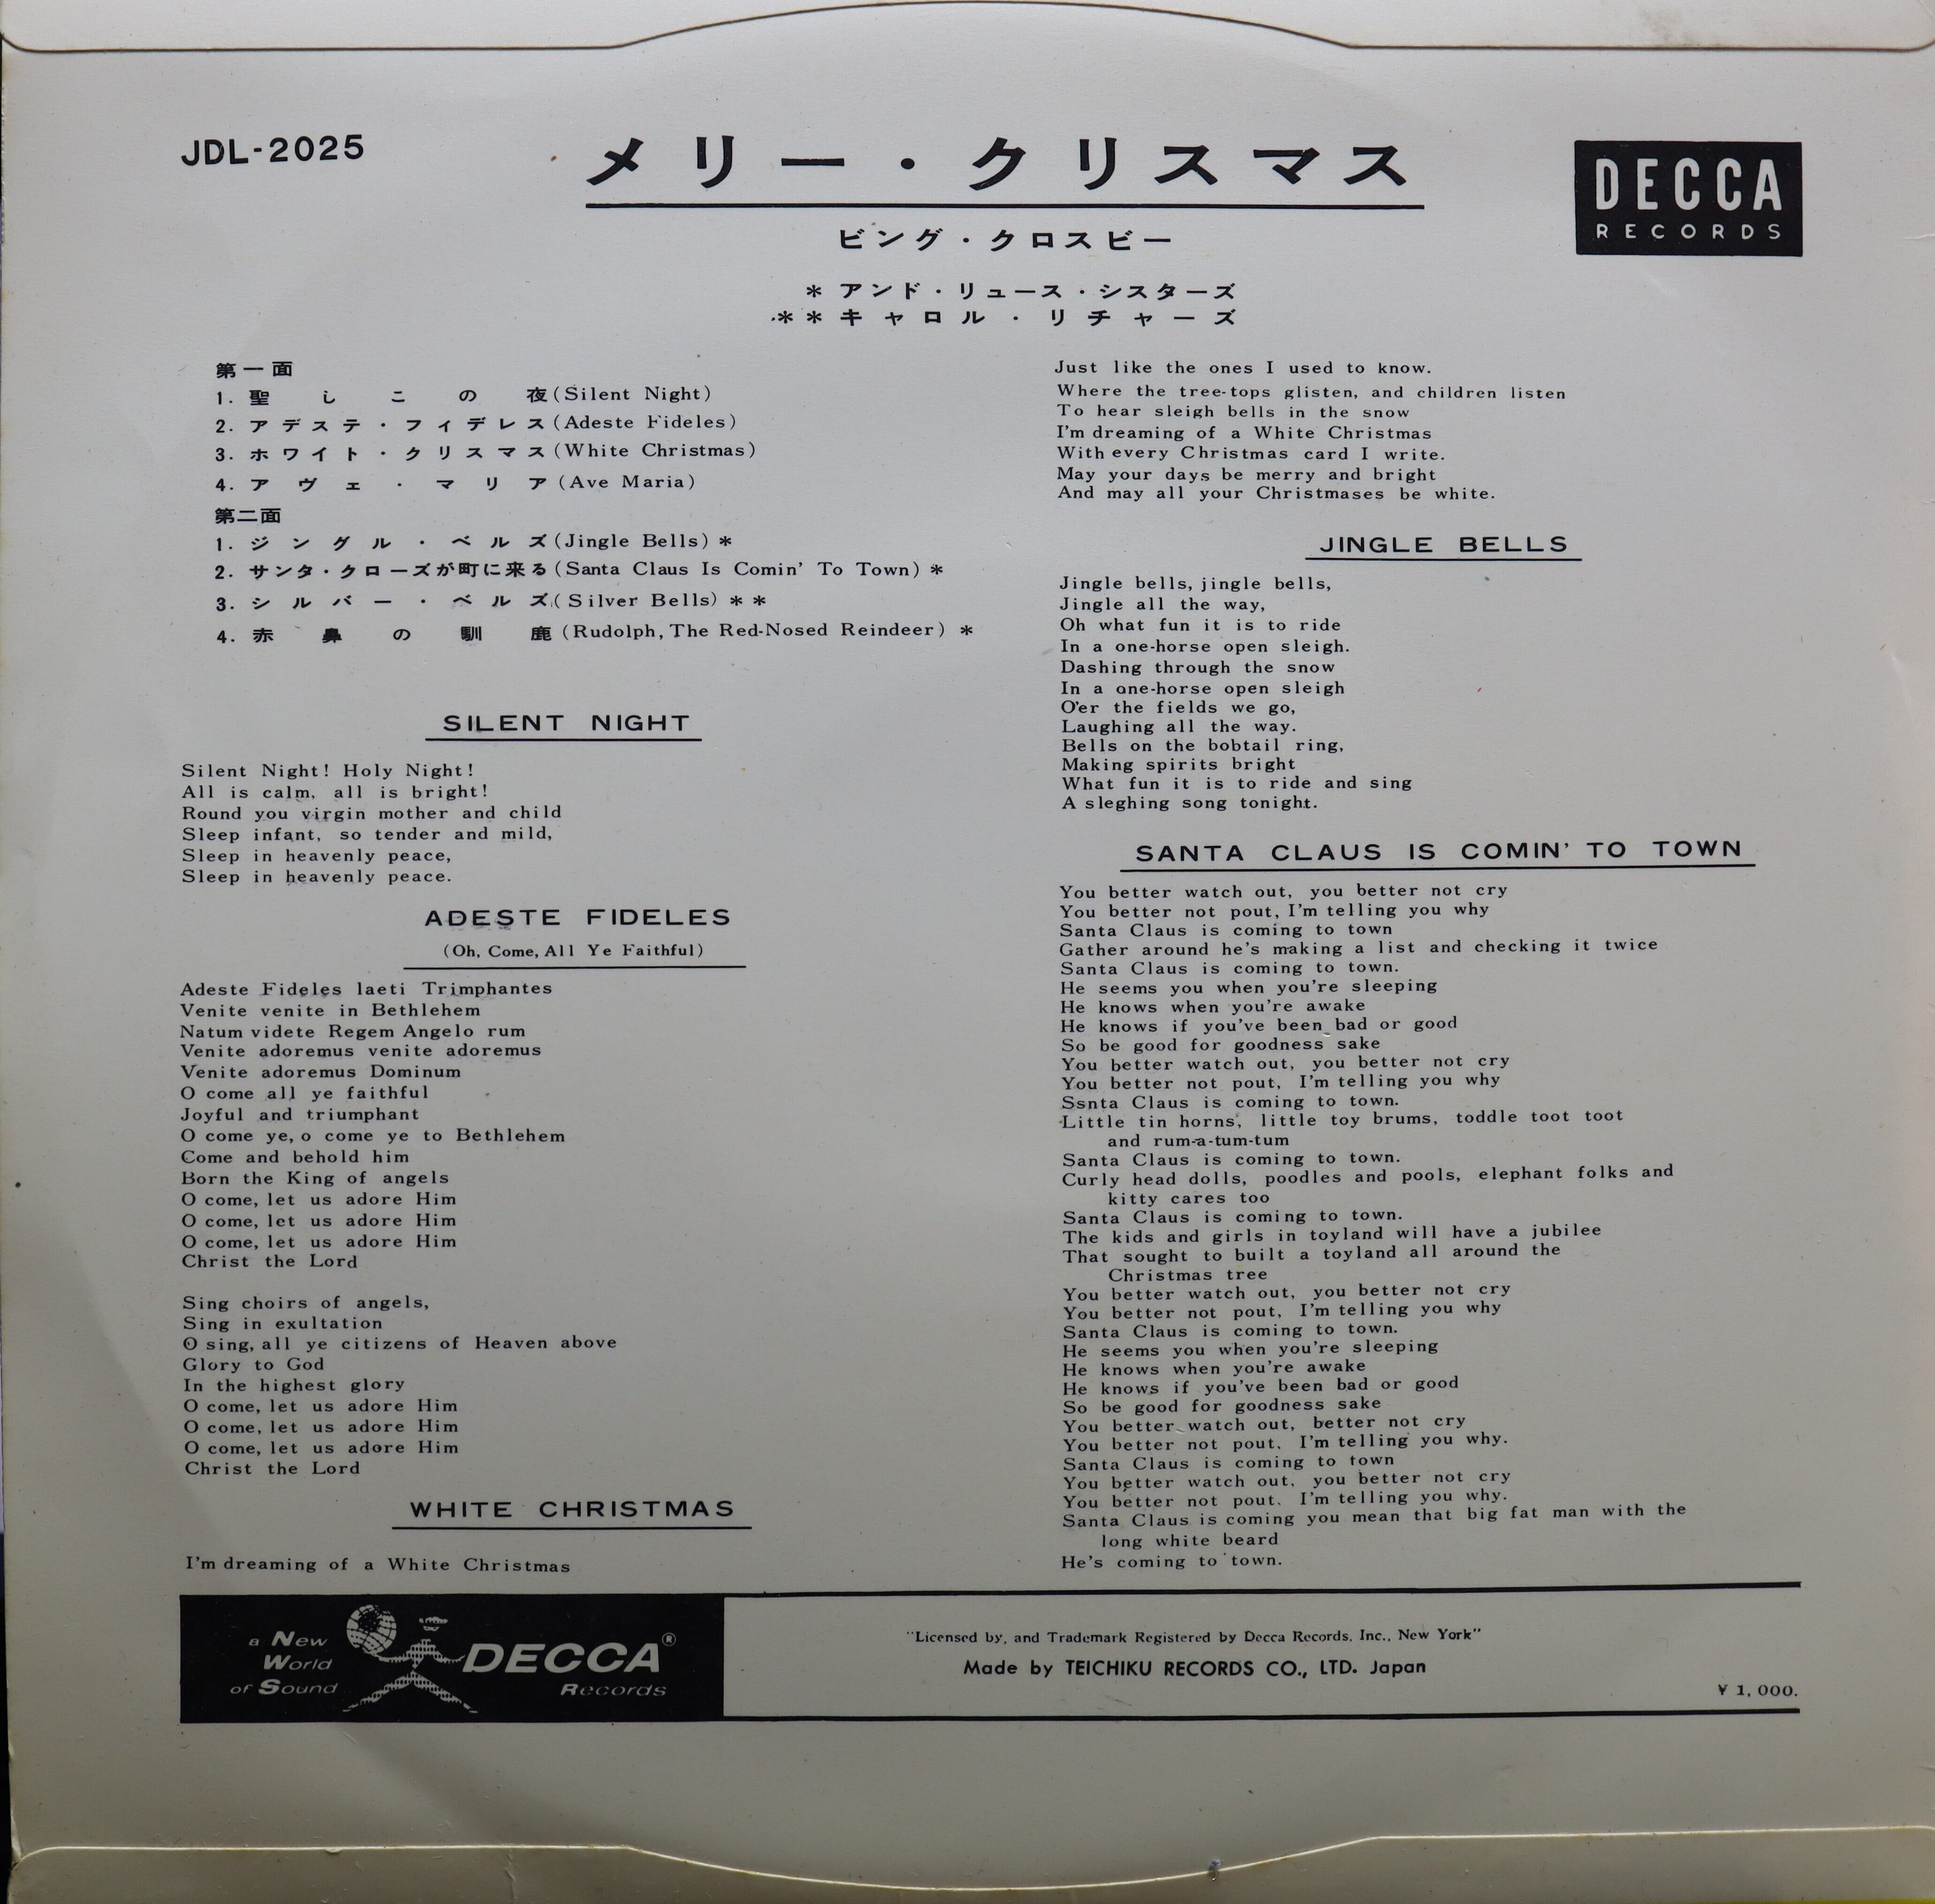 JDL-2025
メリー・クリスマス
DECCA
RECORDS
ビング・クロスビー
* アンド・リュース・シスターズ
** キャロル・リチャーズ
第一面
1. 聖しこの夜 (Silent Night)
2. アデステ・フィデレス (Adeste Fideles)
3. ホワイト・クリスマス (White Christmas)
4. アヴェ・マリア (Ave Maria)
第二面
1. ジングル・ベルズ (Jingle Bells) *
2. サンタ・クローズが町に来る (Santa Claus Is Comin' To Town) *
3. シルバー・ベルズ (Silver Bells) **
4. 赤鼻の馴鹿 (Rudolph, The Red-Nosed Reindeer) *
SILENT NIGHT
Silent Night! Holy Night!
All is calm, all is bright!
Round you virgin mother and child
Sleep infant, so tender and mild,
Sleep in heavenly peace,
Sleep in heavenly peace.
ADESTE FIDELES
(Oh, Come, All Ye Faithful)
Adeste Fideles laeti Trimphantes
Venite venite in Bethlehem
Natum videte Regem Angelo rum
Venite adoremus venite adoremus
Venite adoremus Dominum
O come all ye faithful
Joyful and triumphant
O come ye, o come ye to Bethlehem
Come and behold him
Born the King of angels
O come, let us adore Him
O come, let us adore Him
O come, let us adore Him
Christ the Lord
Sing choirs of angels,
Sing in exultation
O sing, all ye citizens of Heaven above
Glory to God
In the highest glory
O come, let us adore Him
O come, let us adore Him
O come, let us adore Him
Christ the Lord
WHITE CHRISTMAS
I'm dreaming of a White Christmas
Just like the ones I used to know.
Where the tree-tops glisten, and children listen
To hear sleigh bells in the snow
I'm dreaming of a White Christmas
With every Christmas card I write.
May your days be merry and bright
And may all your Christmases be white.
JINGLE BELLS
Jingle bells, jingle bells,
Jingle all the way,
Oh what fun it is to ride
In a one-horse open sleigh.
Dashing through the snow
In a one-horse open sleigh
O'er the fields we go,
Laughing all the way.
Bells on the bobtail ring,
Making spirits bright
What fun it is to ride and sing
A sleghing song tonight.
SANTA CLAUS IS COMIN' TO TOWN
You better watch out, you better not cry
You better not pout, I'm telling you why
Santa Claus is coming to town
Gather around he's making a list and checking it twice
Santa Claus is coming to town.
He seems you when you're sleeping
He knows when you're awake
He knows if you've been bad or good
So be good for goodness sake
You better watch out, you better not cry
You better not pout, I'm telling you why
Ssnta Claus is coming to town.
Little tin horns, little toy brums, toddle toot toot
and rum-a-tum-tum
Santa Claus is coming to town.
Curly head dolls, poodles and pools, elephant folks and
kitty cares too
Santa Claus is coming to town.
The kids and girls in toyland will have a jubilee
That sought to built a toyland all around the
Christmas tree
You better watch out, you better not cry
You better not pout, I'm telling you why
Santa Claus is coming to town.
He seems you when you're sleeping
He knows when you're awake
He knows if you've been bad or good
So be good for goodness sake
You better watch out, better not cry
You better not pout. I'm telling you why.
Santa Claus is coming to town
You better watch out, you better not cry
You better not pout. I'm telling you why.
Santa Claus is coming you mean that big fat man with the
long white beard
He's coming to town.
a New
World
of Sound
DECCA®
Records
"Licensed by, and Trademark Registered by Decca Records, Inc., New York"
Made by TEICHIKU RECORDS CO., LTD. Japan
¥ 1,000.